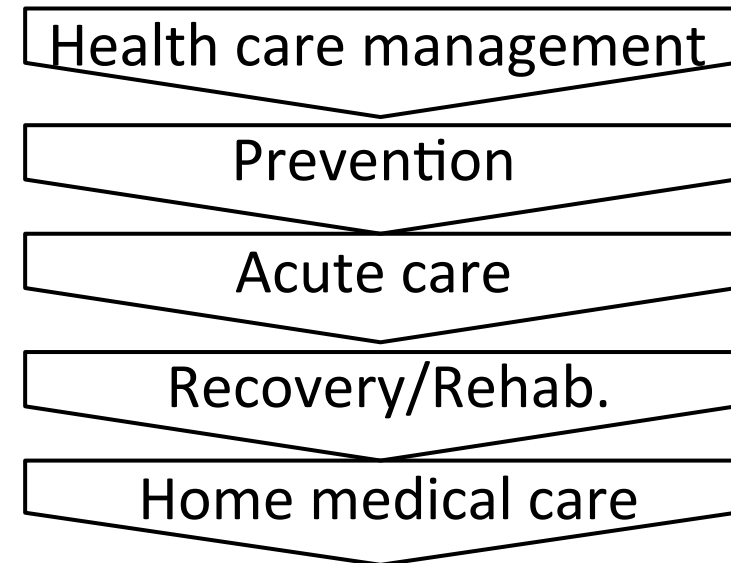 Health care management
Prevention
Acute care
Recovery/Rehab.
Home medical care